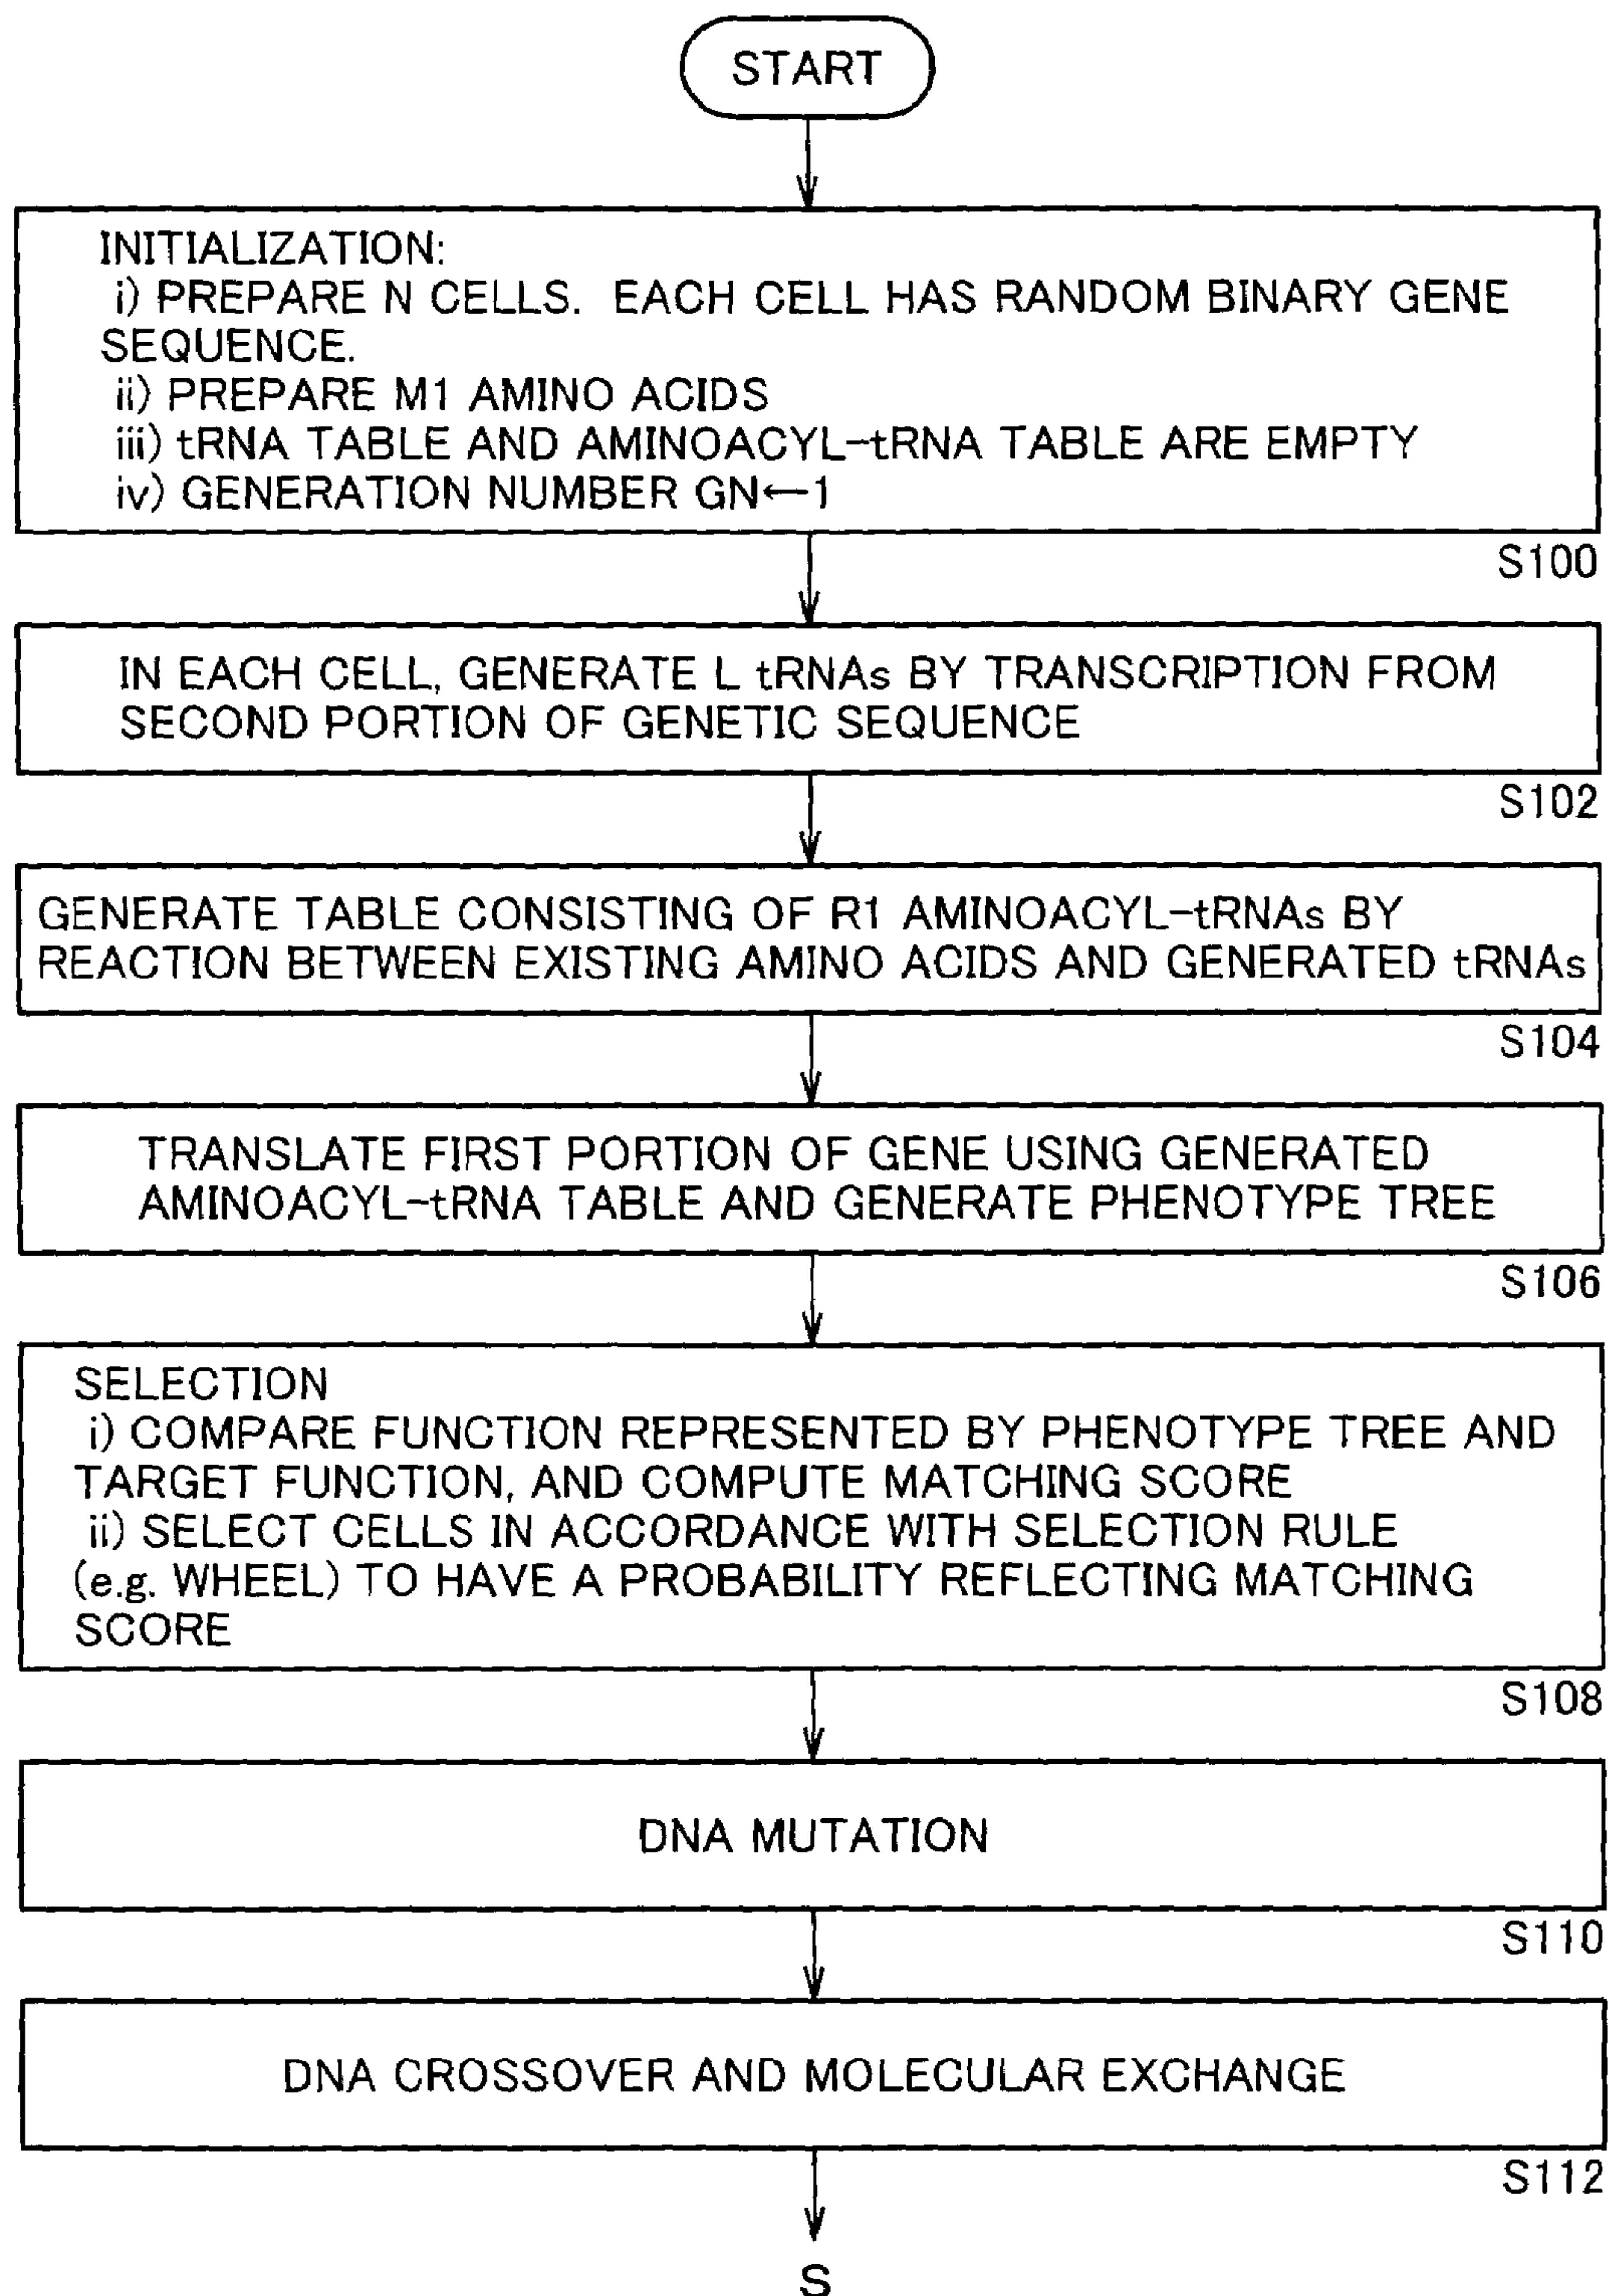 START
INITIALIZATION:
i) PREPARE N CELLS. EACH CELL HAS RANDOM BINARY GENE
SEQUENCE.
ii) PREPARE M1 AMINO ACIDS
iii) tRNA TABLE AND AMINOACYL-tRNA TABLE ARE EMPTY
iv) GENERATION NUMBER GN←1
S100
IN EACH CELL, GENERATE L tRNAs BY TRANSCRIPTION FROM
SECOND PORTION OF GENETIC SEQUENCE
S102
GENERATE TABLE CONSISTING OF R1 AMINOACYL-tRNAs BY
REACTION BETWEEN EXISTING AMINO ACIDS AND GENERATED tRNAs
S104
TRANSLATE FIRST PORTION OF GENE USING GENERATED
AMINOACYL-tRNA TABLE AND GENERATE PHENOTYPE TREE
S106
SELECTION
i) COMPARE FUNCTION REPRESENTED BY PHENOTYPE TREE AND
TARGET FUNCTION, AND COMPUTE MATCHING SCORE
ii) SELECT CELLS IN ACCORDANCE WITH SELECTION RULE
(e.g. WHEEL) TO HAVE A PROBABILITY REFLECTING MATCHING
SCORE
S108
DNA MUTATION
S110
DNA CROSSOVER AND MOLECULAR EXCHANGE
S112
S